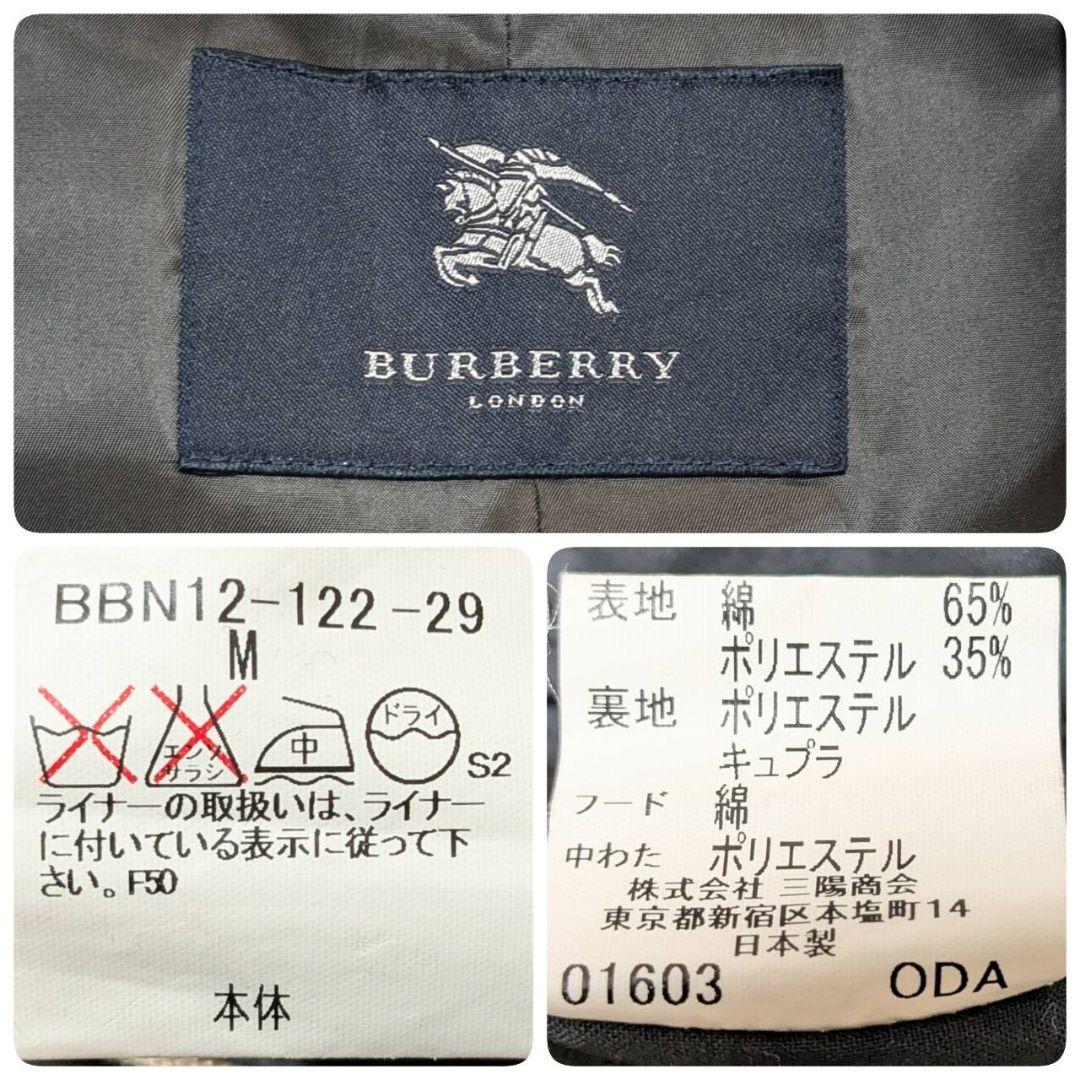 BURBERRY
LONDON
BBN12-122-29
M
エンソ
サラシ
中
ドライ
S2
ライナーの取扱いは、ライナー
に付いている表示に従って下
さい。F50
本体
表地 綿 65%
ポリエステル 35%
裏地 ポリエステル
キュプラ
フード 綿
中わた ポリエステル
株式会社 三陽商会
東京都新宿区本塩町14
日本製
01603 ODA